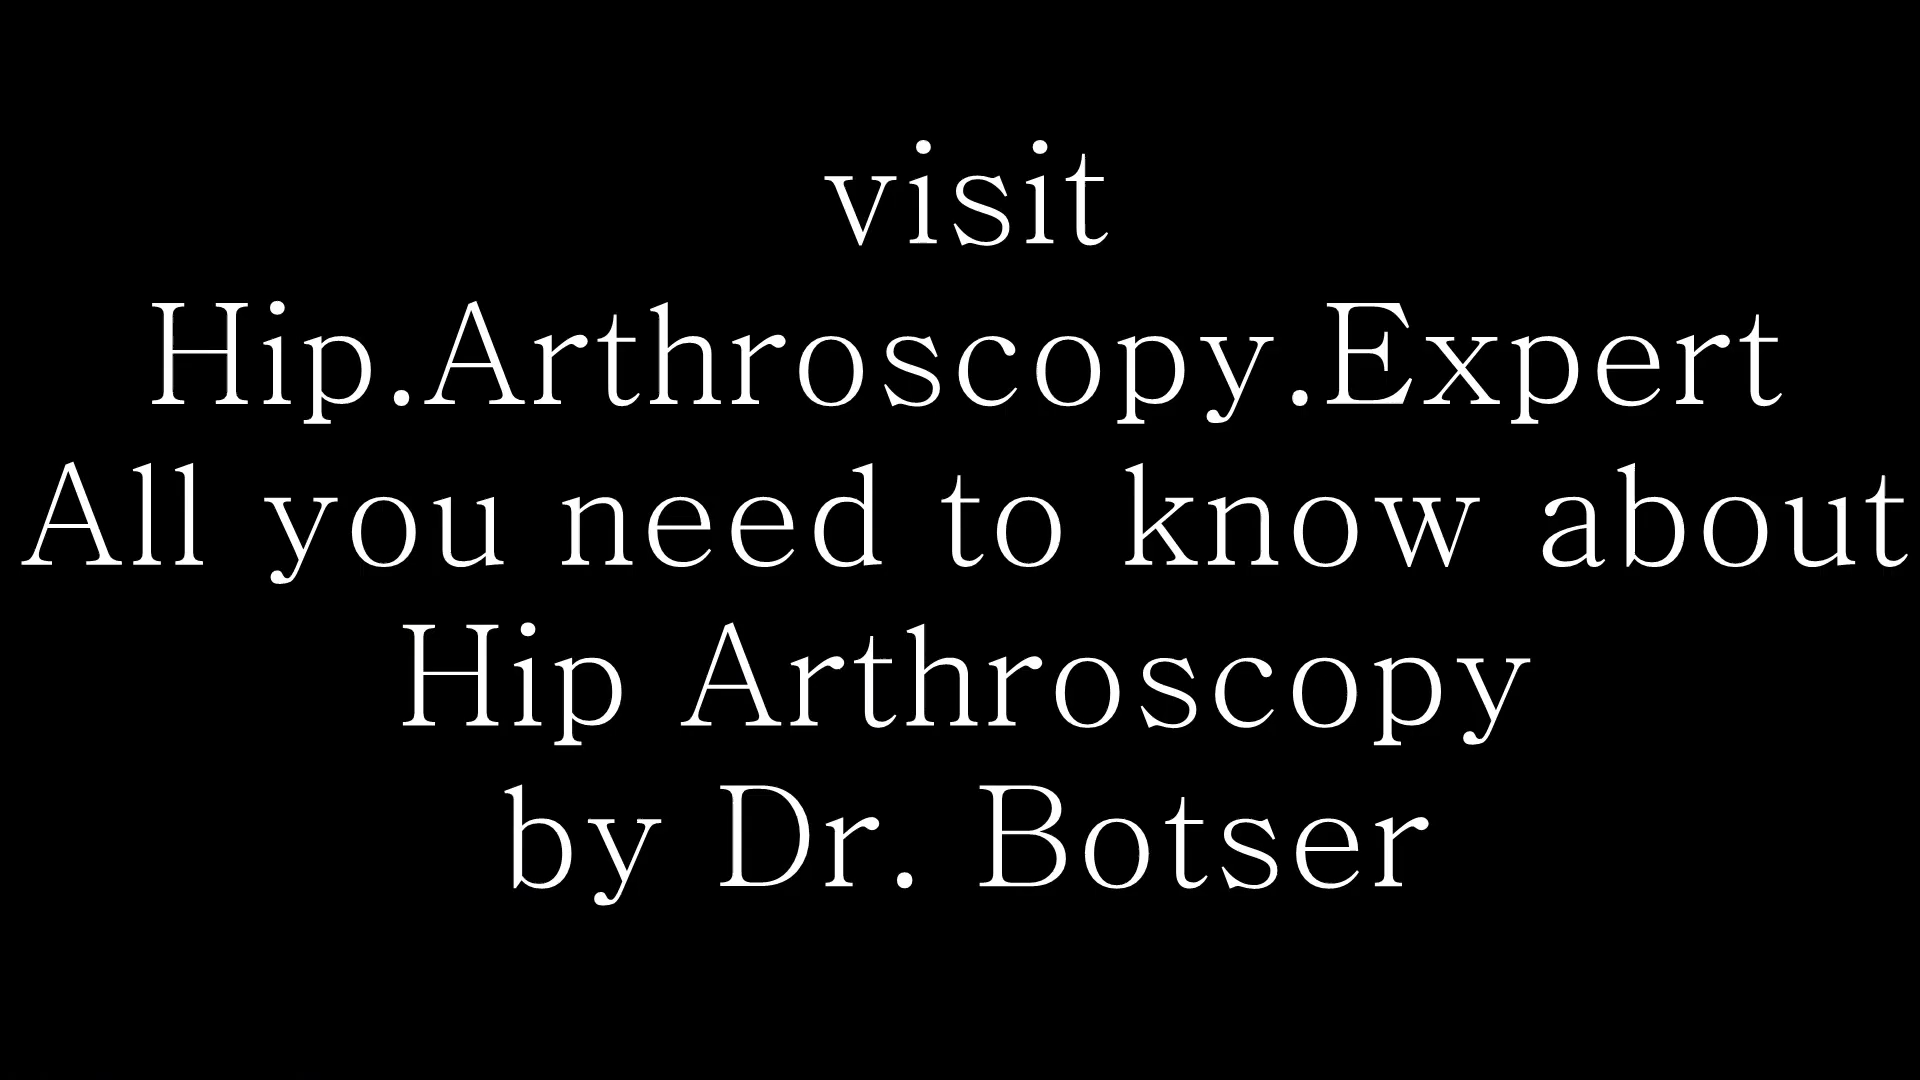 visit
Hip.Arthroscopy.Expert
All you need to know about
Hip Arthroscopy
by Dr. Botser